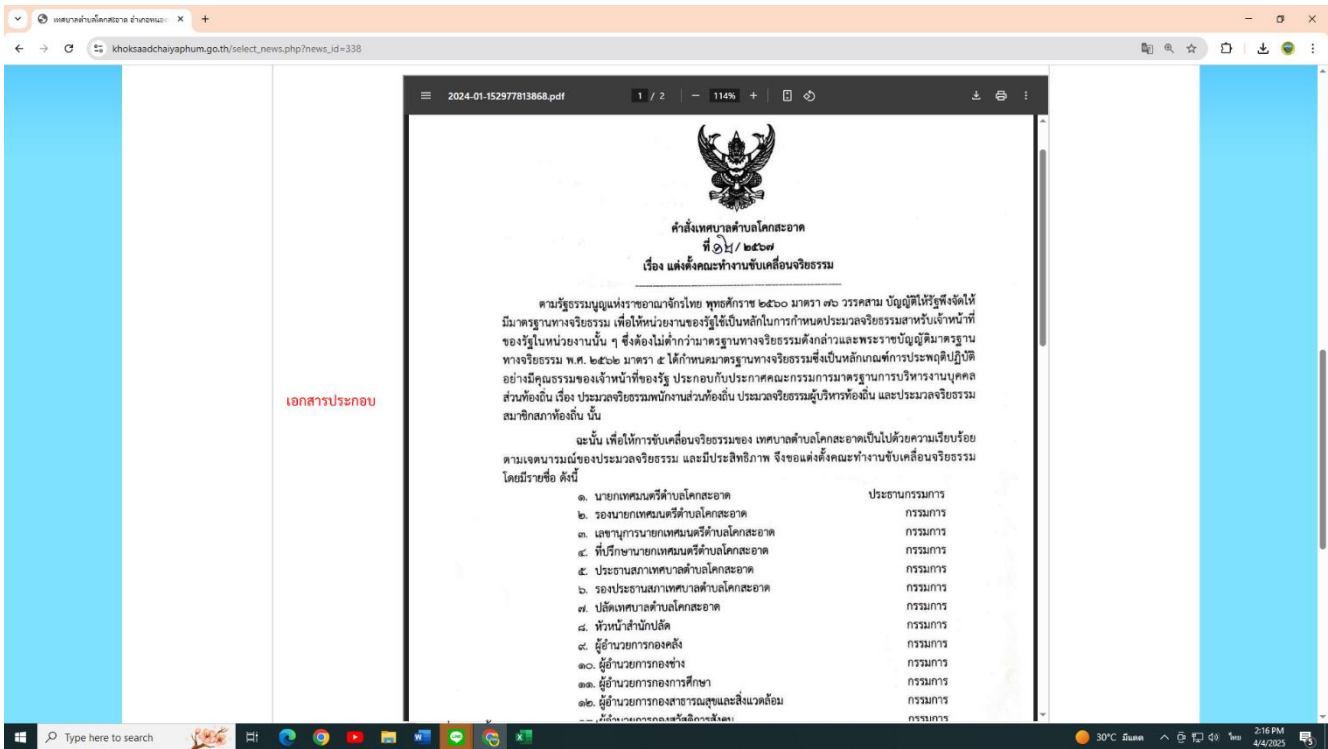 เทศบาลตำบลโคกสะอาด อำเภอหนอง
khoksaadchaiyaphum.go.th/select_news.php?news_id=338
2024-01-152977813868.pdf
1 / 2
114%
คำสั่งเทศบาลตำบลโคกสะอาด
ที่ ๑๒/ ๒๕๖๗
เรื่อง แต่งตั้งคณะทำงานขับเคลื่อนจริยธรรม
ตามรัฐธรรมนูญแห่งราชอาณาจักรไทย พุทธศักราช ๒๕๖๐ มาตรา ๗๖ วรรคสาม บัญญัติให้รัฐพึงจัดให้
มีมาตรฐานทางจริยธรรม เพื่อให้หน่วยงานของรัฐใช้เป็นหลักในการกำหนดประมวลจริยธรรมสาหรับเจ้าหน้าที่
ของรัฐในหน่วยงานนั้น ๆ ซึ่งต้องไม่ต่ำกว่ามาตรฐานทางจริยธรรมดังกล่าวและพระราชบัญญัติมาตรฐาน
ทางจริยธรรม พ.ศ. ๒๕๖๒ มาตรา ๕ ได้กำหนดมาตรฐานทางจริยธรรมซึ่งเป็นหลักเกณฑ์การประพฤติปฏิบัติ
อย่างมีคุณธรรมของเจ้าหน้าที่ของรัฐ ประกอบกับประกาศคณะกรรมการมาตรฐานการบริหารงานบุคคล
ส่วนท้องถิ่น เรื่อง ประมวลจริยธรรมพนักงานส่วนท้องถิ่น ประมวลจริยธรรมผู้บริหารท้องถิ่น และประมวลจริยธรรม
สมาชิกสภาท้องถิ่น นั้น
เอกสารประกอบ
ฉะนั้น เพื่อให้การขับเคลื่อนจริยธรรมของ เทศบาลตำบลโคกสะอาดเป็นไปด้วยความเรียบร้อย
ตามเจตนารมณ์ของประมวลจริยธรรม และมีประสิทธิภาพ จึงขอแต่งตั้งคณะทำงานขับเคลื่อนจริยธรรม
โดยมีรายชื่อ ดังนี้
๑. นายกเทศมนตรีตำบลโคกสะอาด ประธานกรรมการ
๒. รองนายกเทศมนตรีตำบลโคกสะอาด กรรมการ
๓. เลขานุการนายกเทศมนตรีตำบลโคกสะอาด กรรมการ
๔. ที่ปรึกษานายกเทศมนตรีตำบลโคกสะอาด กรรมการ
๕. ประธานสภาเทศบาลตำบลโคกสะอาด กรรมการ
๖. รองประธานสภาเทศบาลตำบลโคกสะอาด กรรมการ
๗. ปลัดเทศบาลตำบลโคกสะอาด กรรมการ
๘. หัวหน้าสำนักปลัด กรรมการ
๙. ผู้อำนวยการกองคลัง กรรมการ
๑๐. ผู้อำนวยการกองช่าง กรรมการ
๑๑. ผู้อำนวยการกองการศึกษา กรรมการ
๑๒. ผู้อำนวยการกองสาธารณสุขและสิ่งแวดล้อม กรรมการ
ผู้อำนวยการกองสวัสดิการสังคม กรรมการ
Type here to search
30°C มีเมฆ
ไทย
2:16 PM
4/4/2025